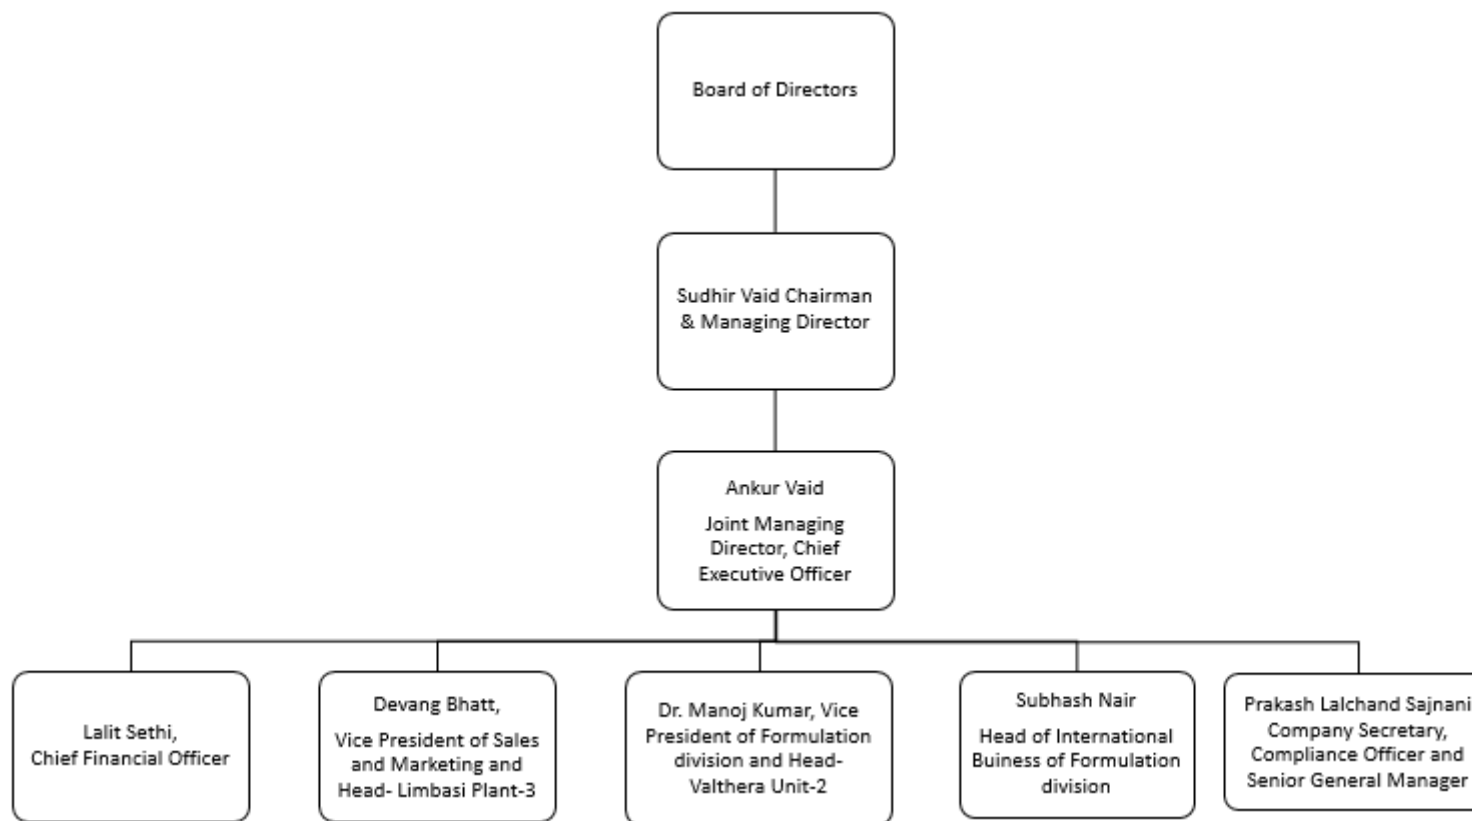 Board of Directors
Sudhir Vaid Chairman
& Managing Director
Ankur Vaid
Joint Managing
Director, Chief
Executive Officer
Lalit Sethi,
Chief Financial Officer
Devang Bhatt,
Vice President of Sales
and Marketing and
Head- Limbasi Plant-3
Dr. Manoj Kumar, Vice
President of Formulation
division and Head-
Valthera Unit-2
Subhash Nair
Head of International
Buiness of Formulation
division
Prakash Lalchand Sajnani
Company Secretary,
Compliance Officer and
Senior General Manager